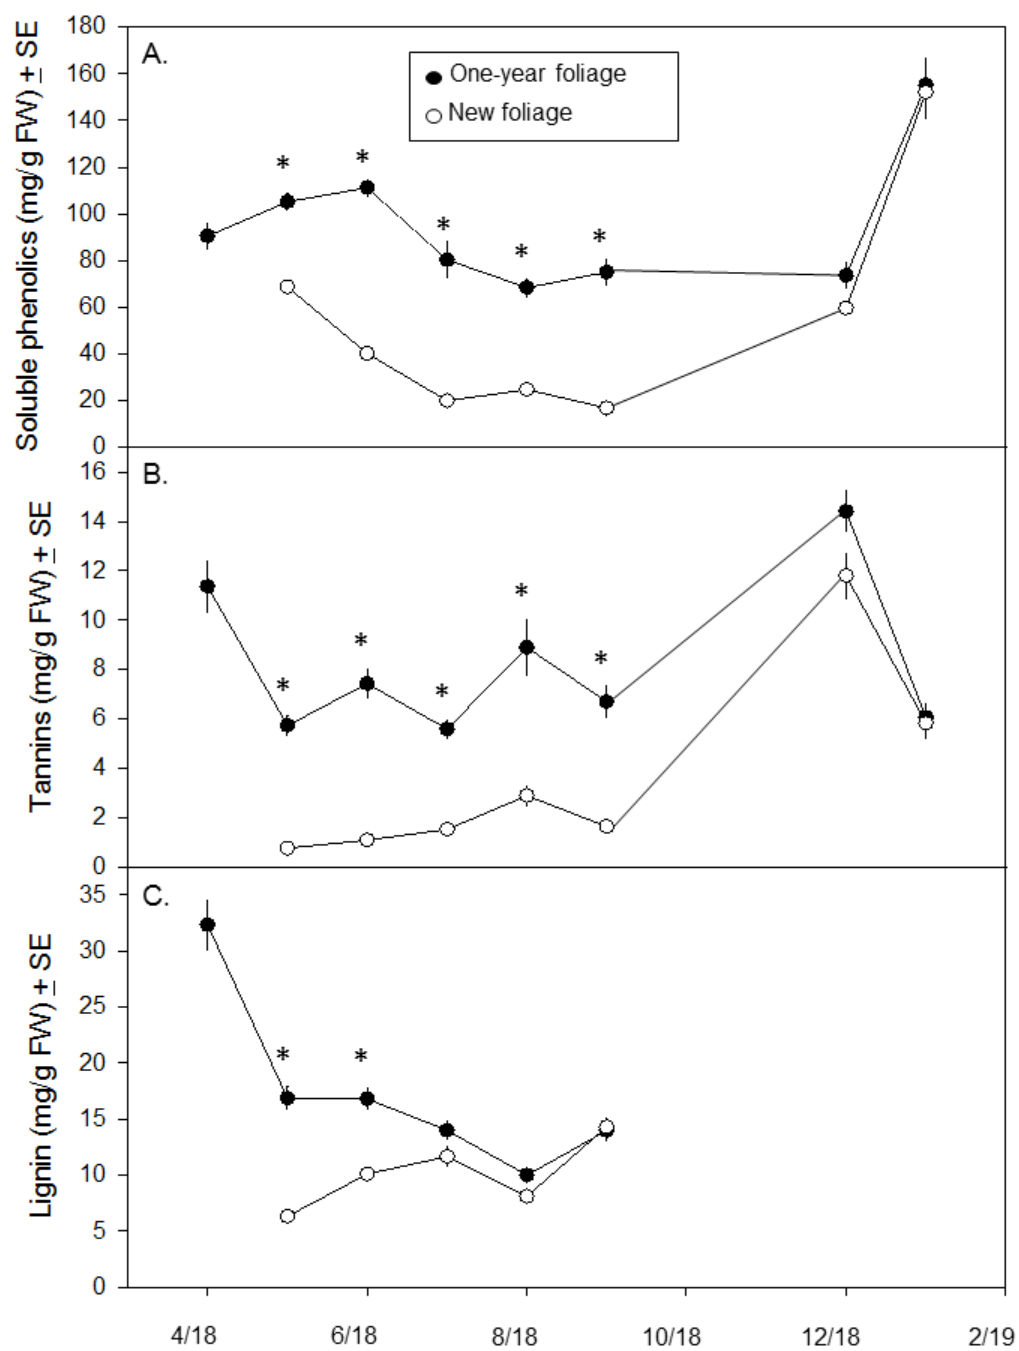 Soluble phenolics (mg/g FW) ± SE
180
160
140
120
100
80
60
40
20
0
A.
One-year foliage
New foliage
* * * * *
Tannins (mg/g FW) ± SE
16
14
12
10
8
6
4
2
0
B.
* * * * *
Lignin (mg/g FW) ± SE
35
30
25
20
15
10
5
0
C.
* *
4/18 6/18 8/18 10/18 12/18 2/19